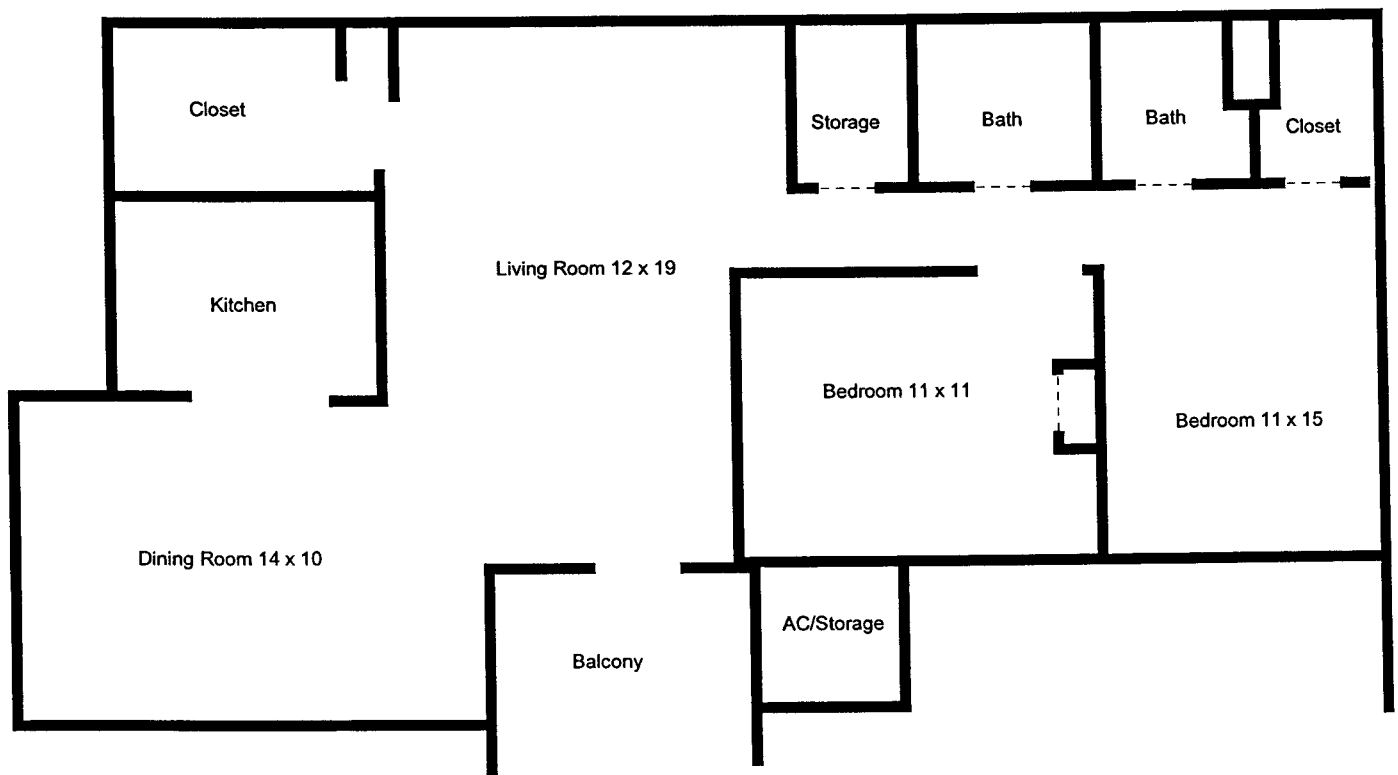 Closet
Storage
Bath
Bath
Closet
Living Room 12 x 19
Kitchen
Bedroom 11 x 11
Bedroom 11 x 15
Dining Room 14 x 10
AC/Storage
Balcony